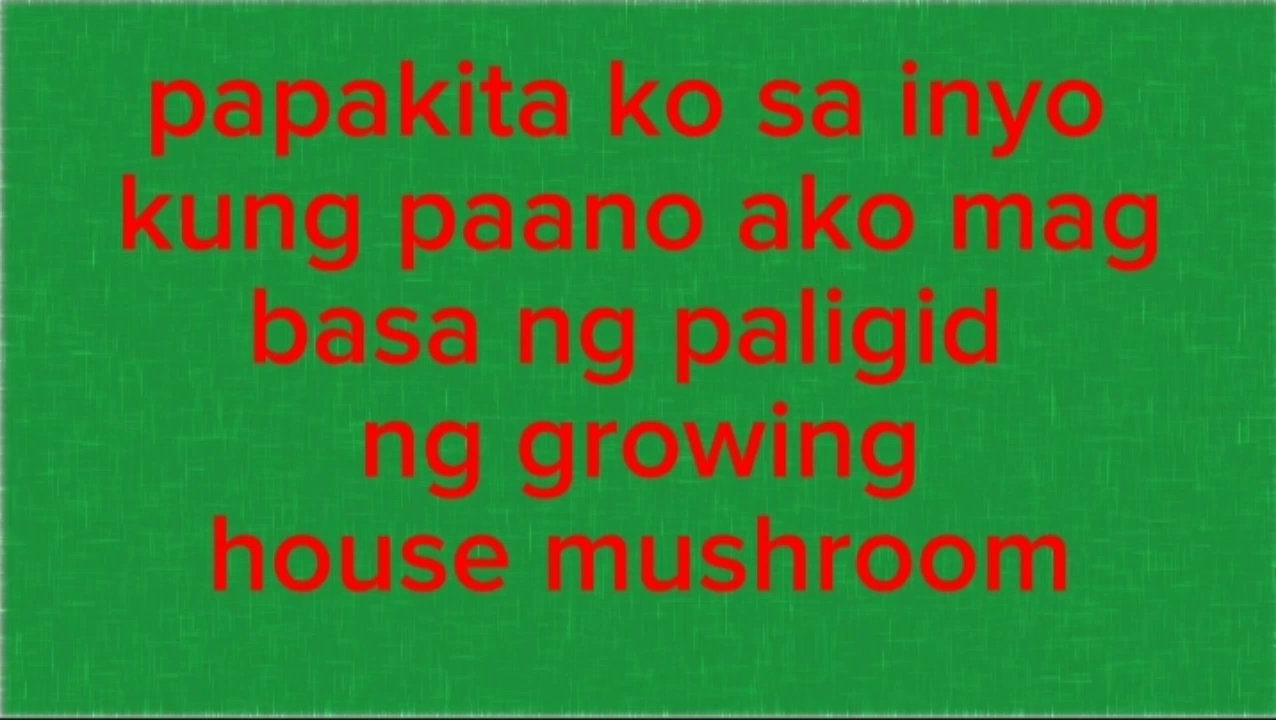 papakita ko sa inyo
kung paano ako mag
basa ng paligid
ng growing
house mushroom